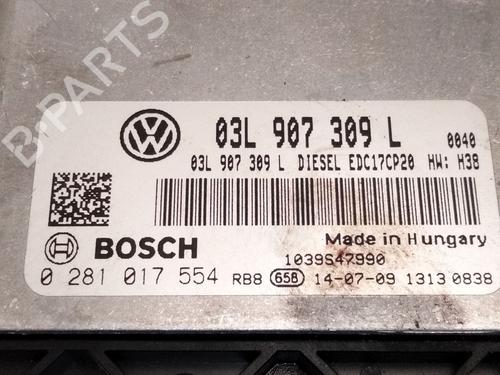 B-PARTS
03L 907 309 L 0040
03L 907 309 L DIESEL EDC17CP20 HW: H38
BOSCH
Made in Hungary
1039S47990
0 281 017 554 RB8 65B 14-07-09 1313 0838